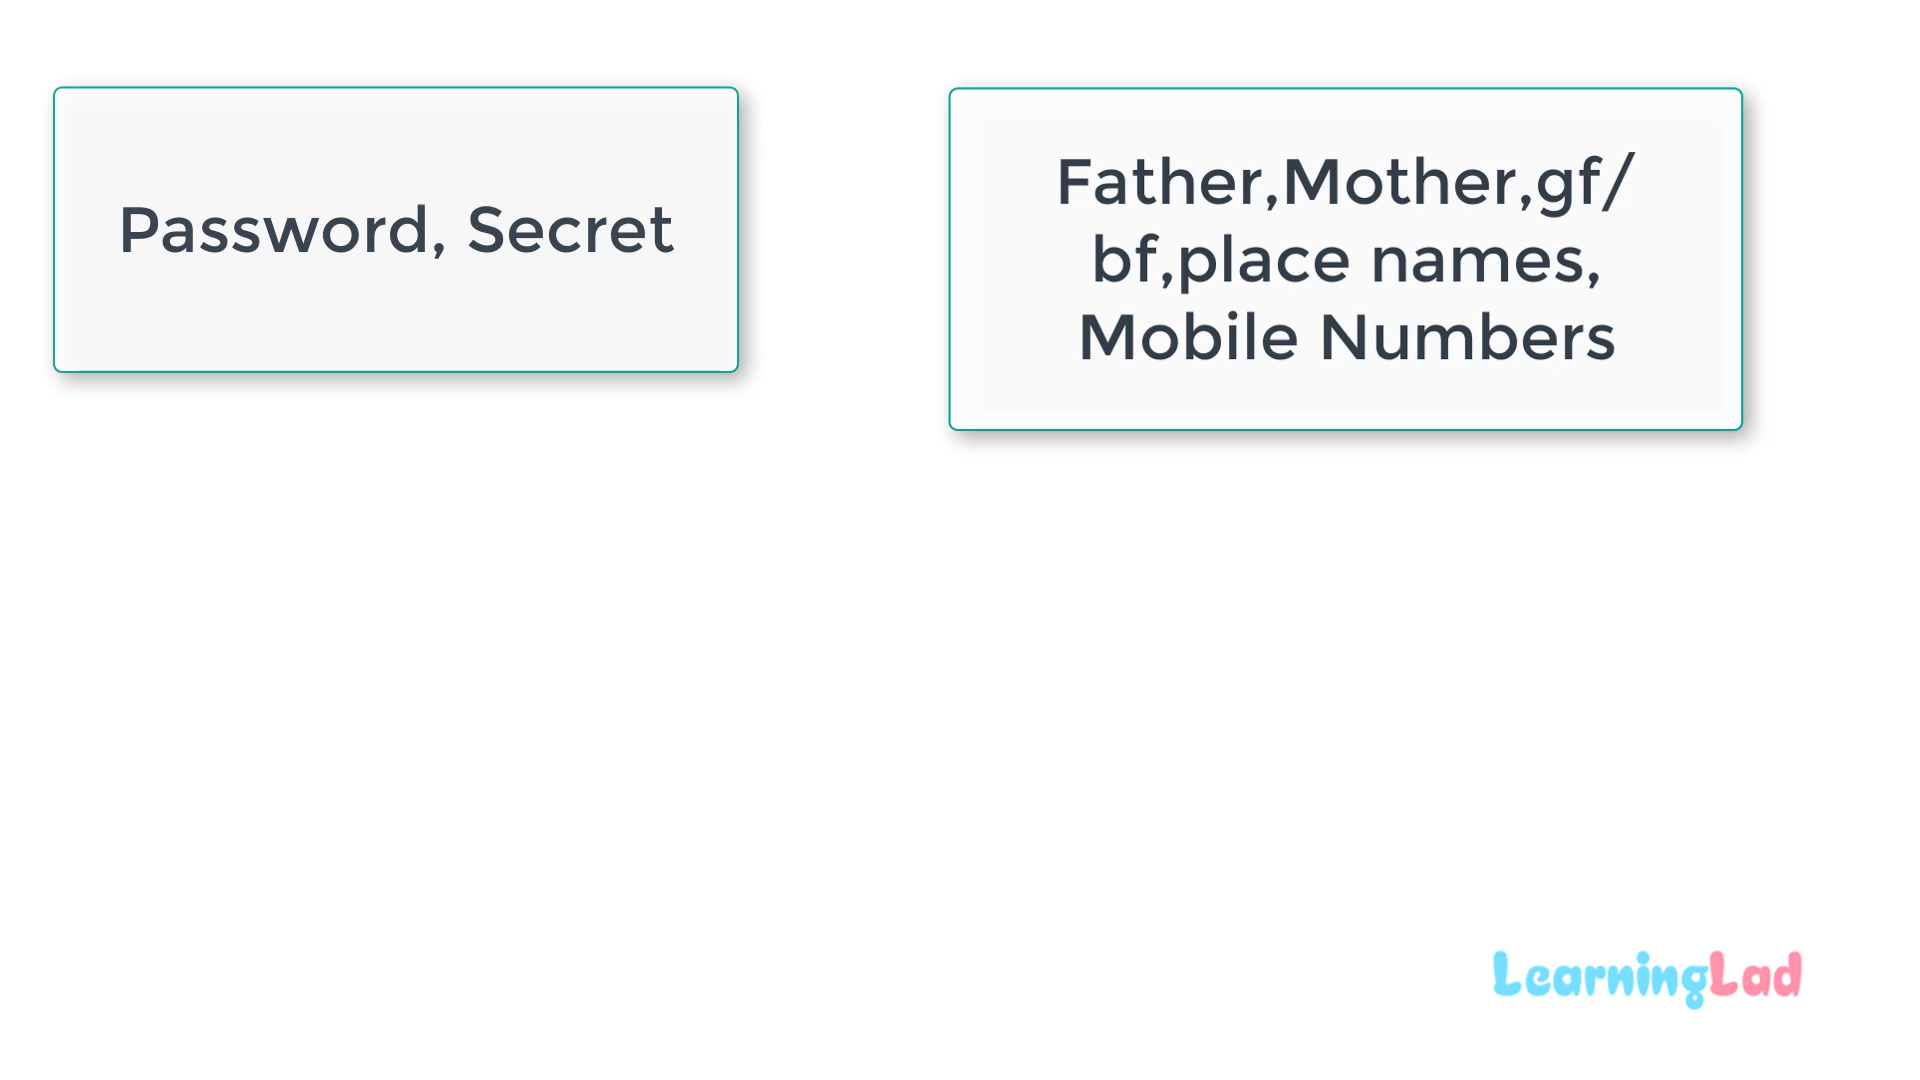 Password, Secret
Father,Mother,gf/
bf,place names,
Mobile Numbers
LearningLad